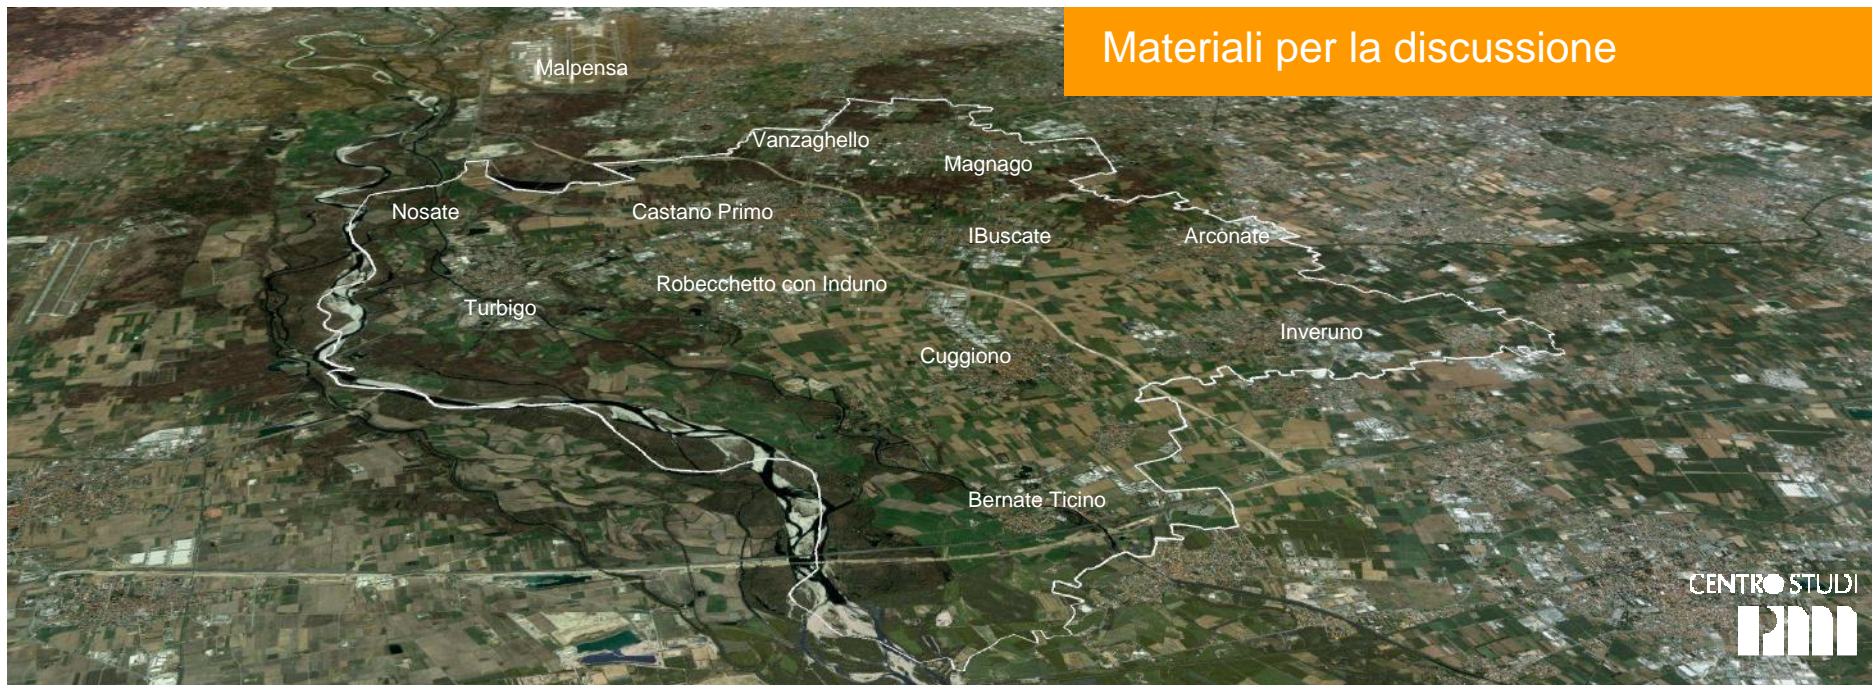 Materiali per la discussione
Malpensa
Vanzaghello
Magnago
Nosate
Castano Primo
IBuscate
Arconate
Robecchetto con Induno
Turbigo
Inveruno
Cuggiono
Bernate Ticino
CENTRO STUDI
PIM